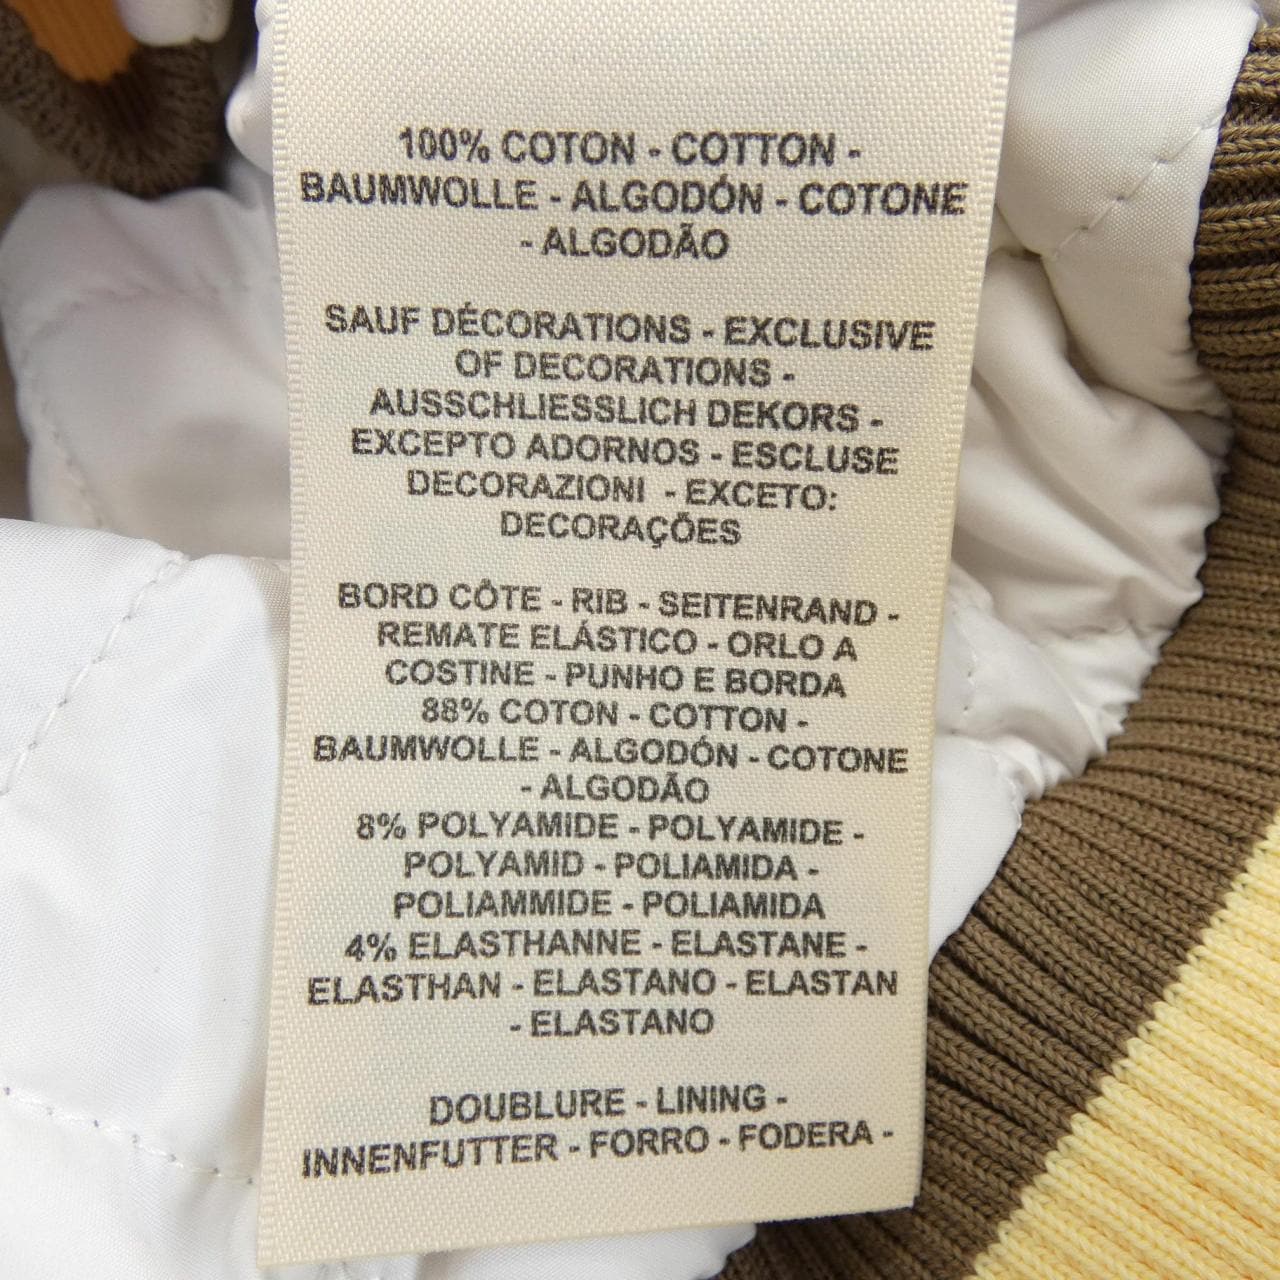 100% COTON - COTTON -
BAUMWOLLE - ALGODÓN - COTONE
- ALGODÃO
SAUF DÉCORATIONS - EXCLUSIVE
OF DECORATIONS -
AUSSCHLIESSLICH DEKORS -
EXCEPTO ADORNOS - ESCLUSE
DECORAZIONI - EXCETO:
DECORAÇÕES
BORD CÔTE - RIB - SEITENRAND -
REMATE ELÁSTICO - ORLO A
COSTINE - PUNHO E BORDA
88% COTON - COTTON -
BAUMWOLLE - ALGODÓN - COTONE
- ALGODÃO
8% POLYAMIDE - POLYAMIDE -
POLYAMID - POLIAMIDA -
POLIAMMIDE - POLIAMIDA
4% ELASTHANNE - ELASTANE -
ELASTHAN - ELASTANO - ELASTAN
- ELASTANO
DOUBLURE - LINING -
INNENFUTTER - FORRO - FODERA -